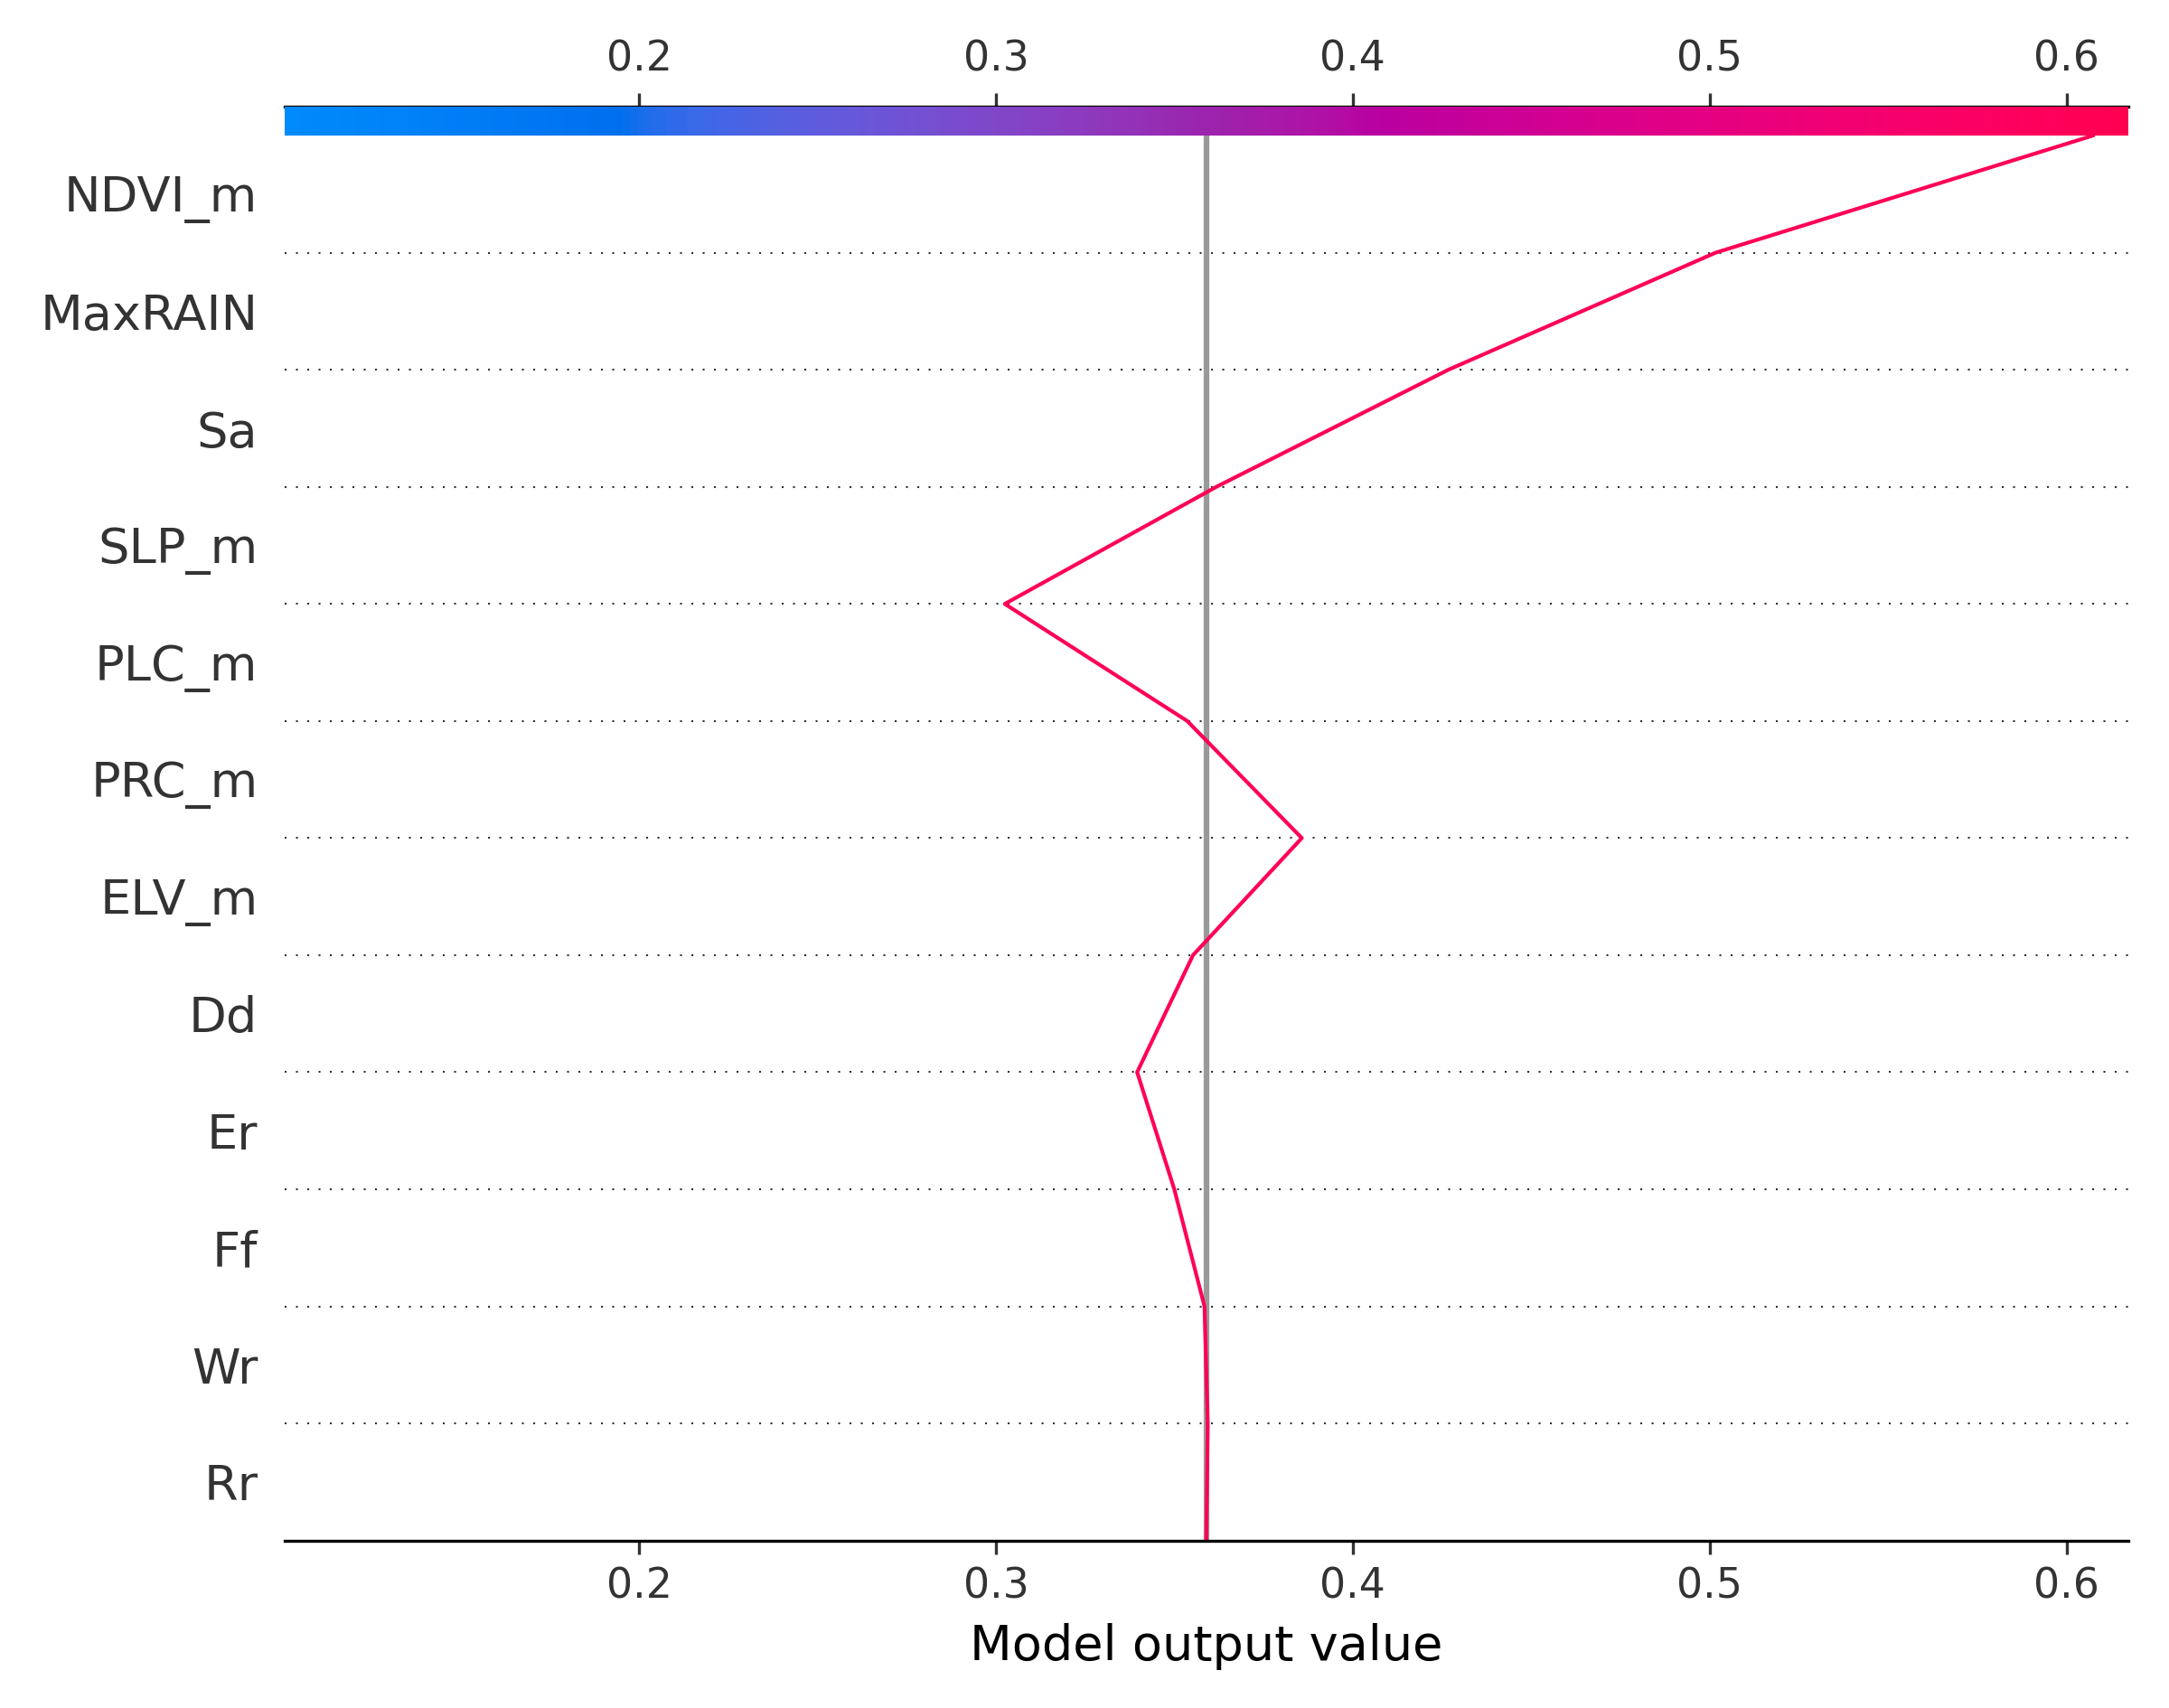 0.2 0.3 0.4 0.5 0.6
NDVI_m
MaxRAIN
Sa
SLP_m
PLC_m
PRC_m
ELV_m
Dd
Er
Ff
Wr
Rr
0.2 0.3 0.4 0.5 0.6
Model output value